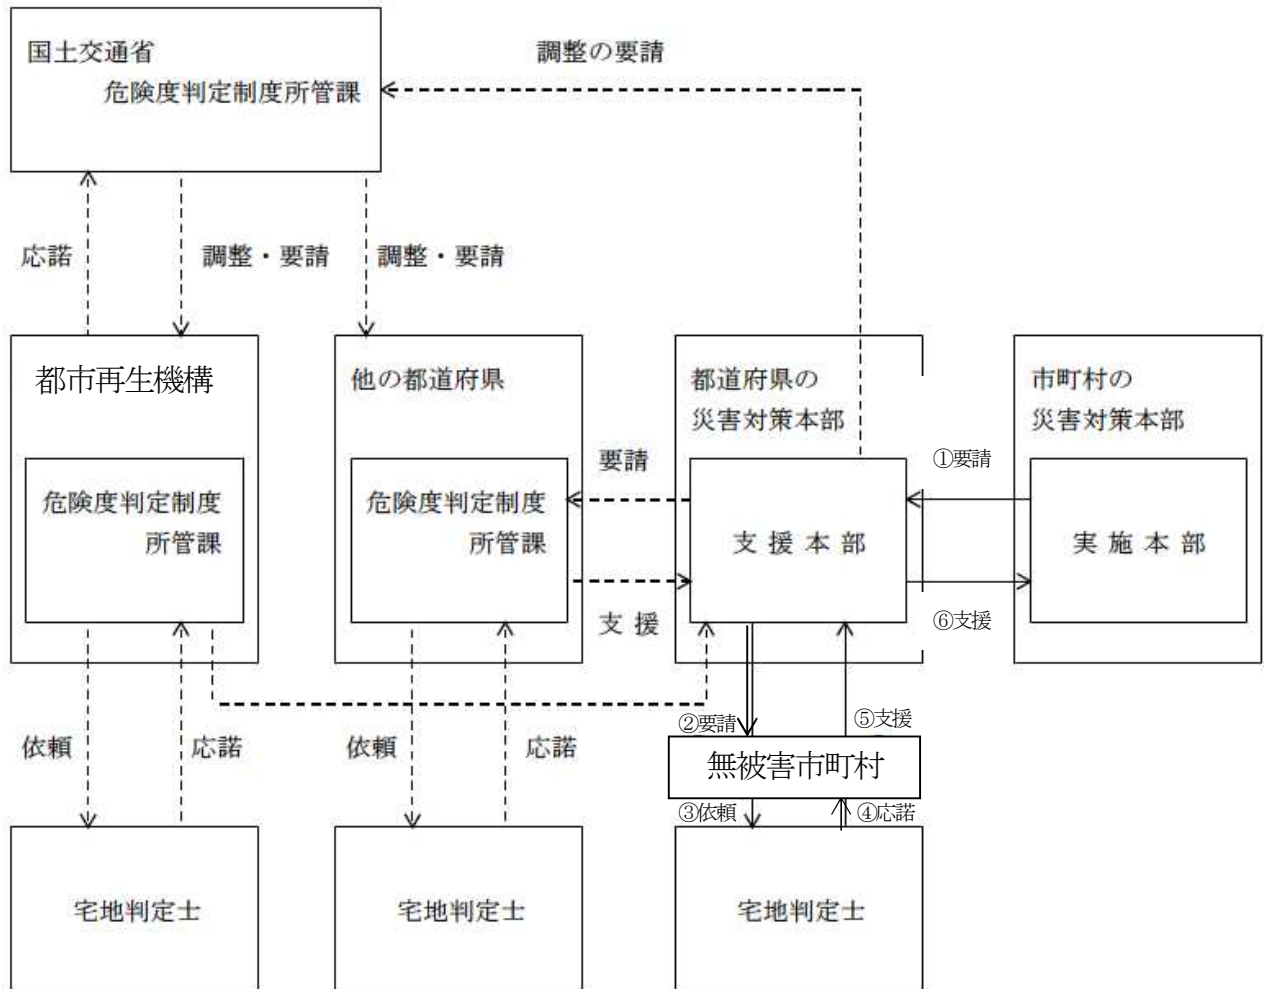 国土交通省
危険度判定制度所管課
調整の要請
応諾
調整・要請
調整・要請
都市再生機構
危険度判定制度
所管課
他の都道府県
危険度判定制度
所管課
要請
支 援
都道府県の
災害対策本部
支 援 本 部
①要請
⑥支援
市町村の
災害対策本部
実 施 本 部
②要請
⑤支援
無被害市町村
③依頼
④応諾
依頼
応諾
依頼
応諾
宅地判定士
宅地判定士
宅地判定士